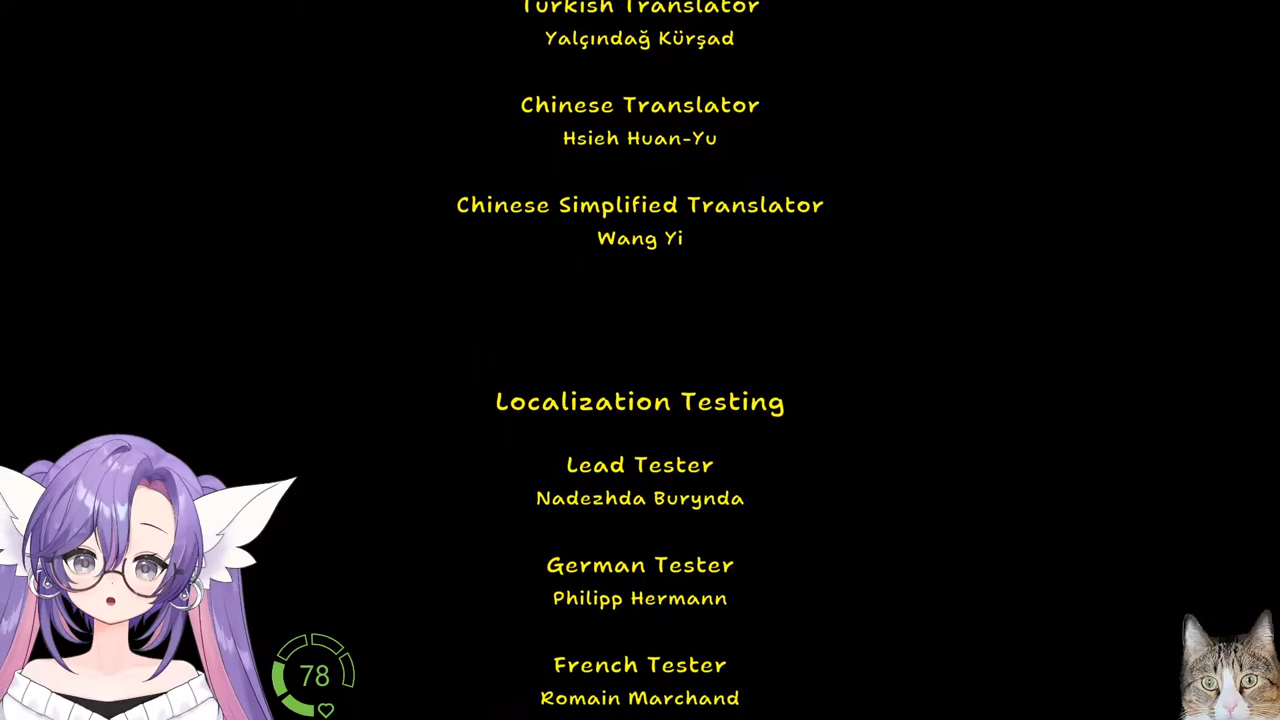 Turkish Translator
Yalçındağ Kürşad
Chinese Translator
Hsieh Huan-Yu
Chinese Simplified Translator
Wang Yi
Localization Testing
Lead Tester
Nadezhda Burynda
German Tester
Philipp Hermann
French Tester
Romain Marchand
78